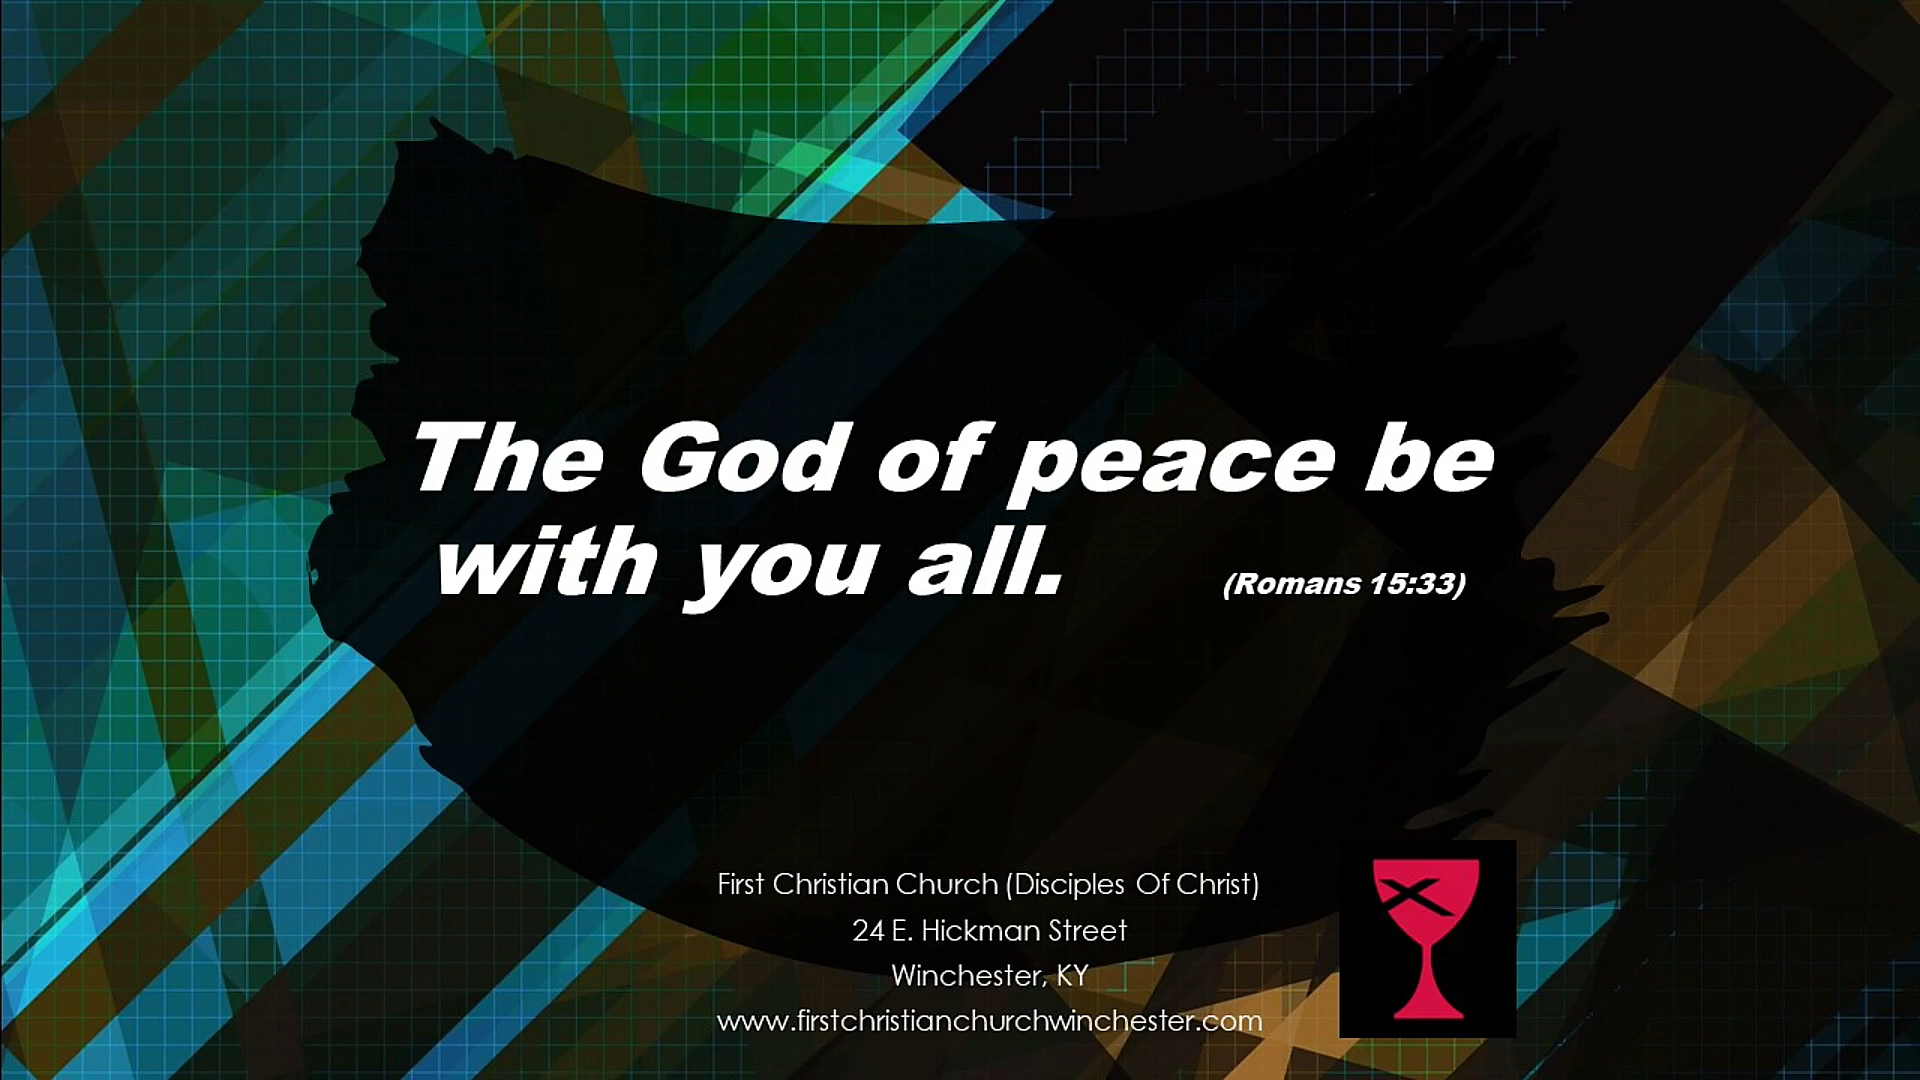 The God of peace be
with you all. (Romans 15:33)
First Christian Church (Disciples Of Christ)
24 E. Hickman Street
Winchester, KY
www.firstchristianchurchwinchester.com